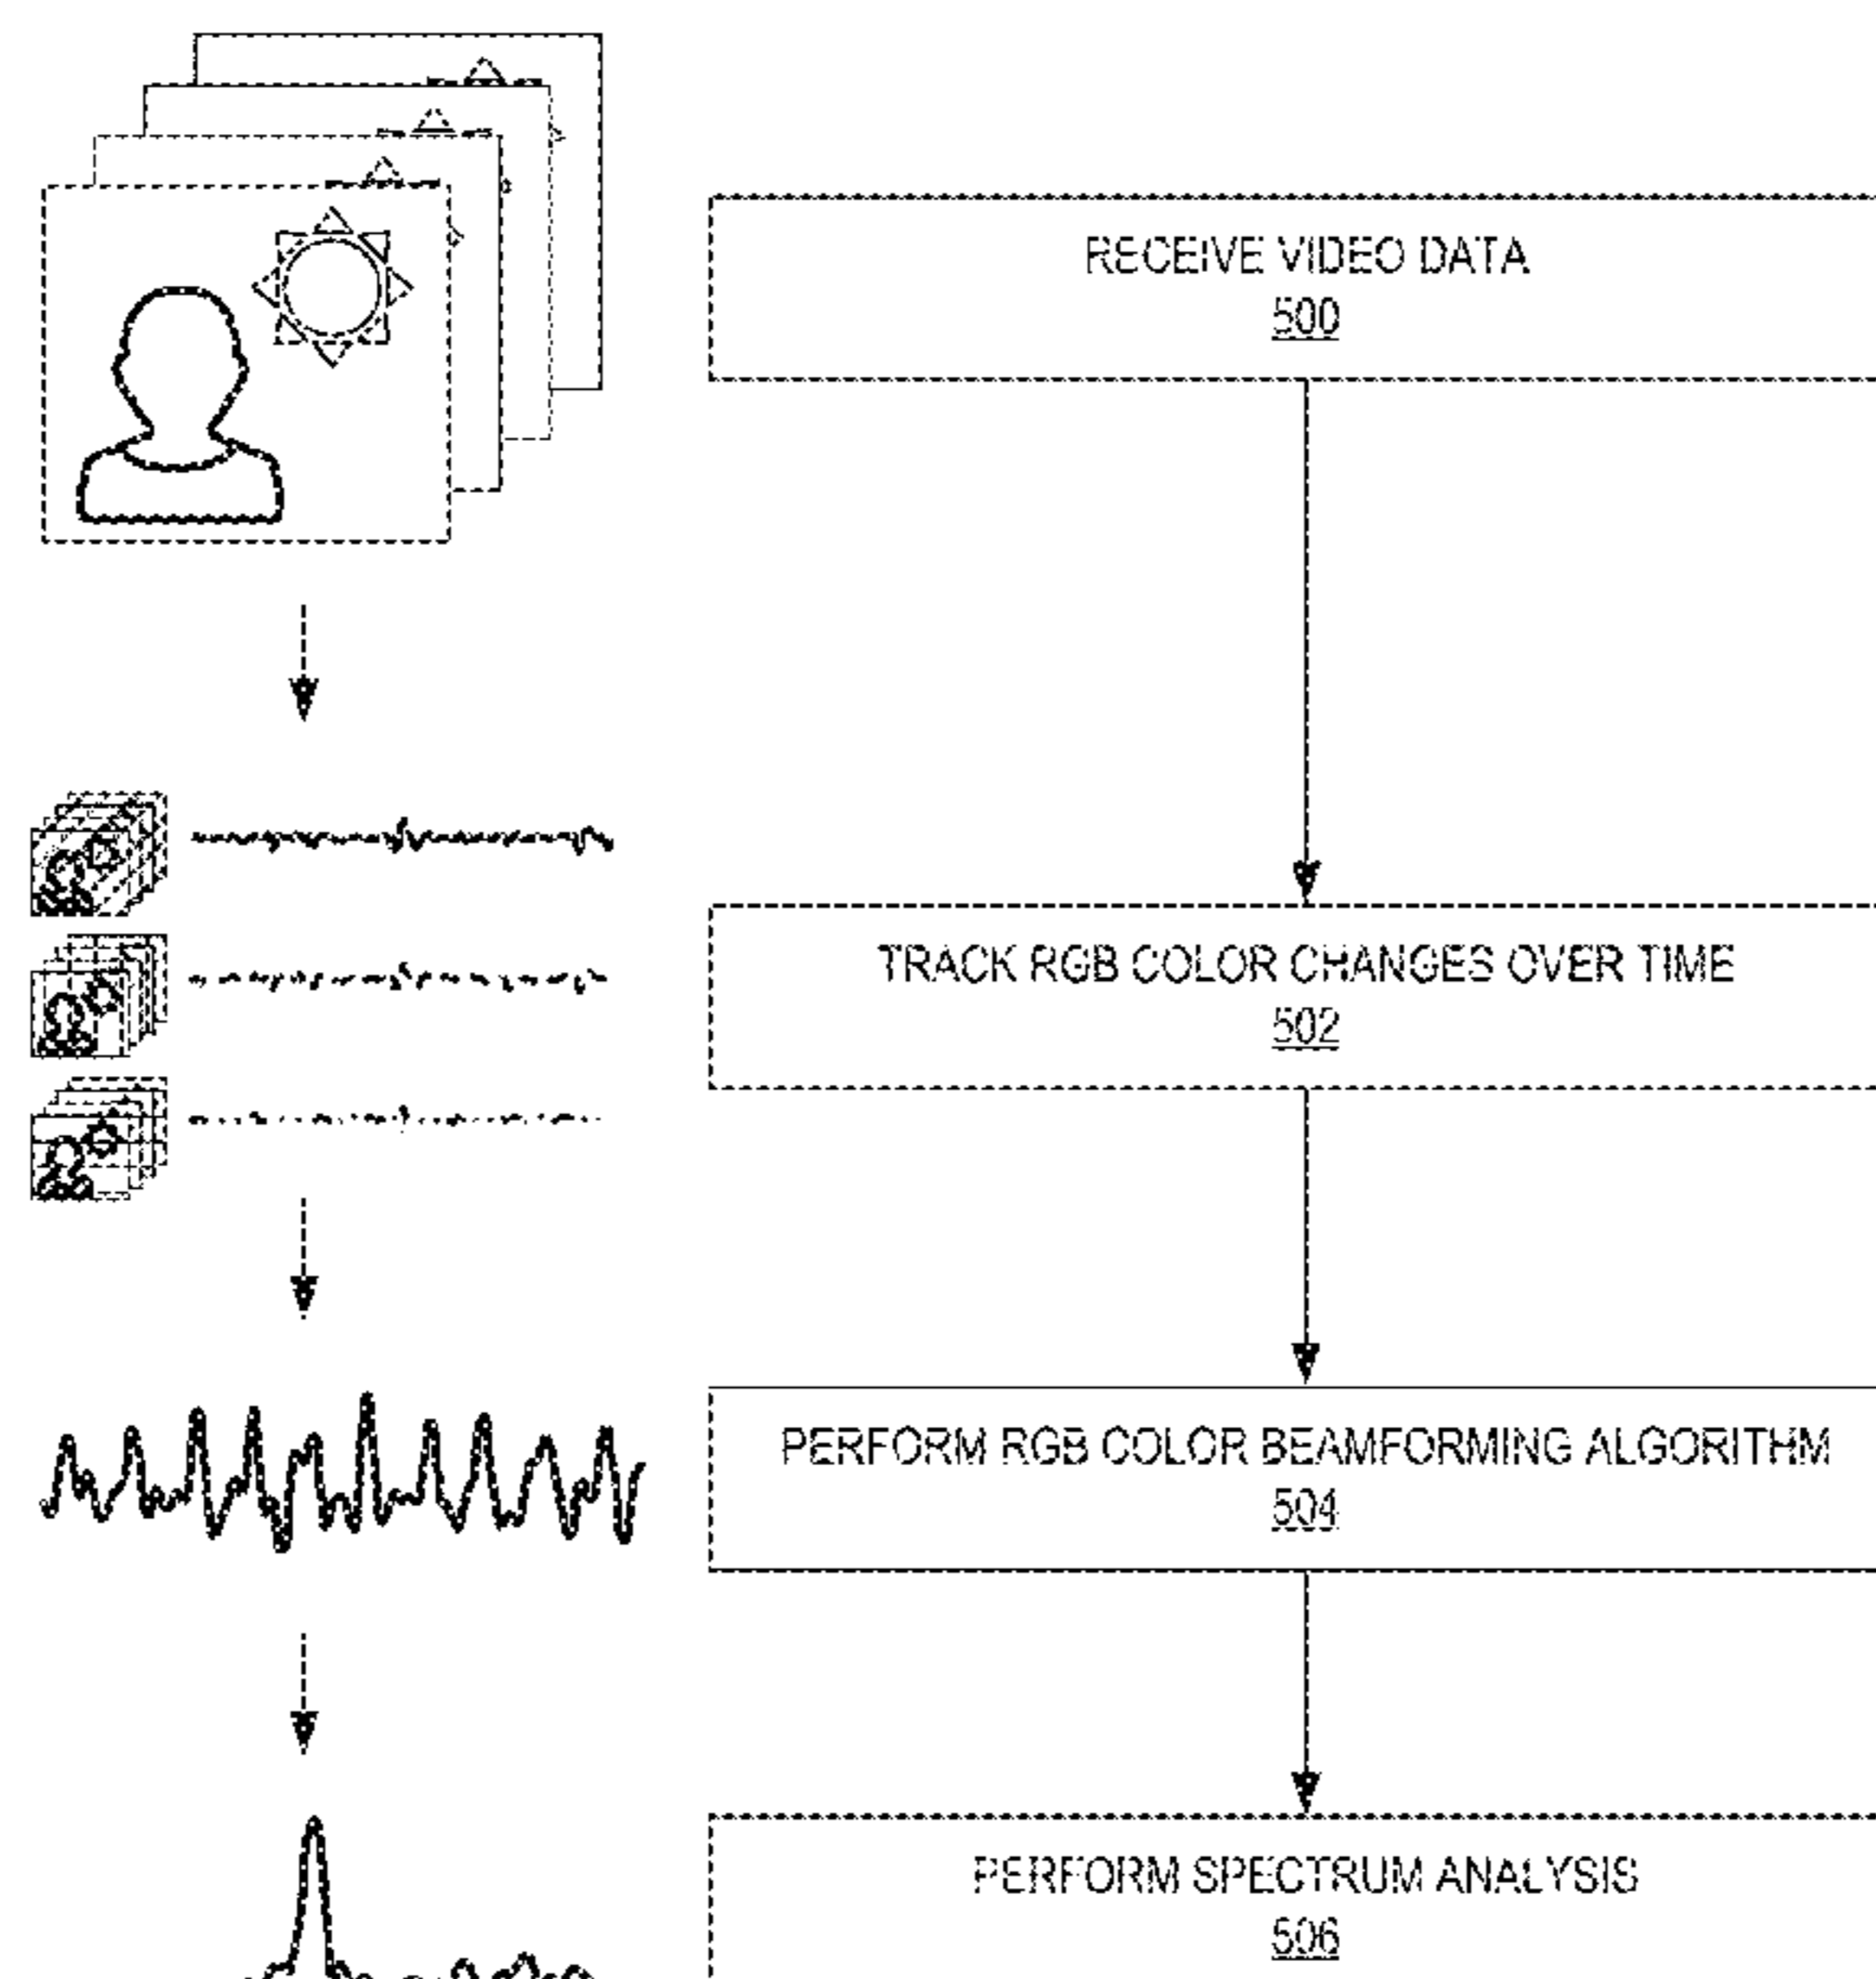 RECEIVE VIDEO DATA
500
TRACK RGB COLOR CHANGES OVER TIME
502
PERFORM RGB COLOR BEAMFORMING ALGORITHM
504
PERFORM SPECTRUM ANALYSIS
506